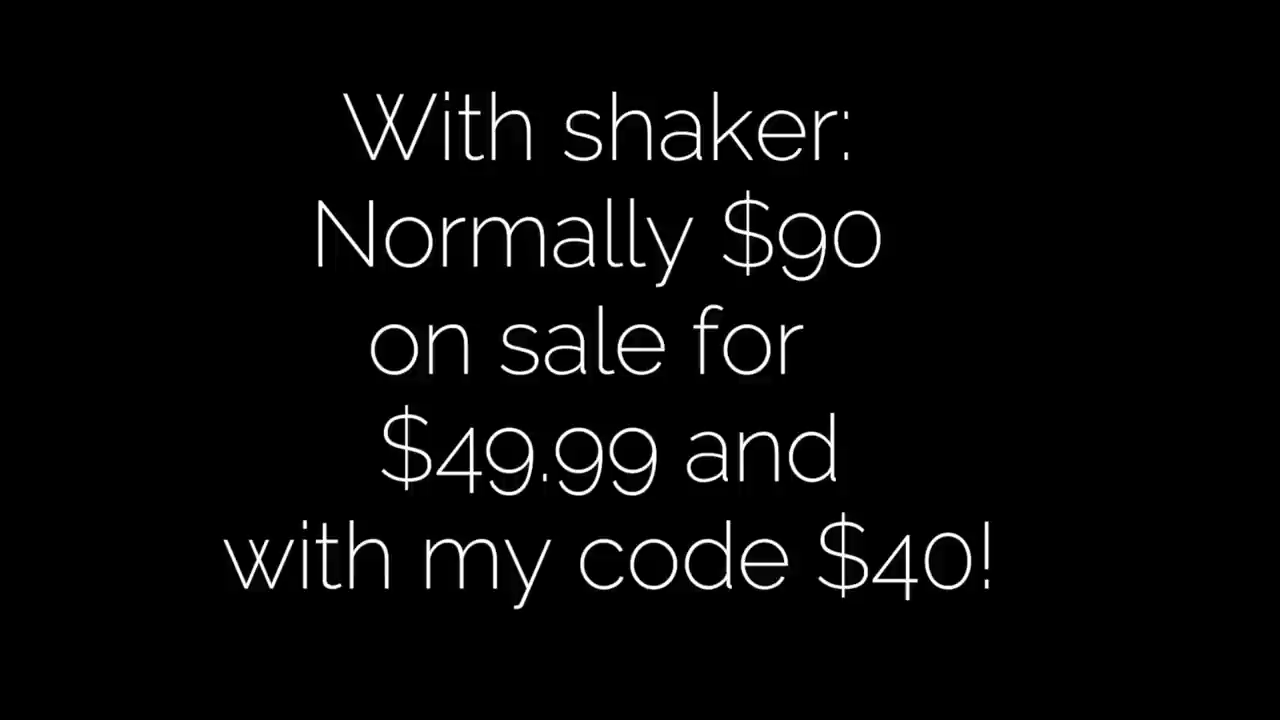 With shaker:
Normally $90
on sale for
$49.99 and
with my code $40!